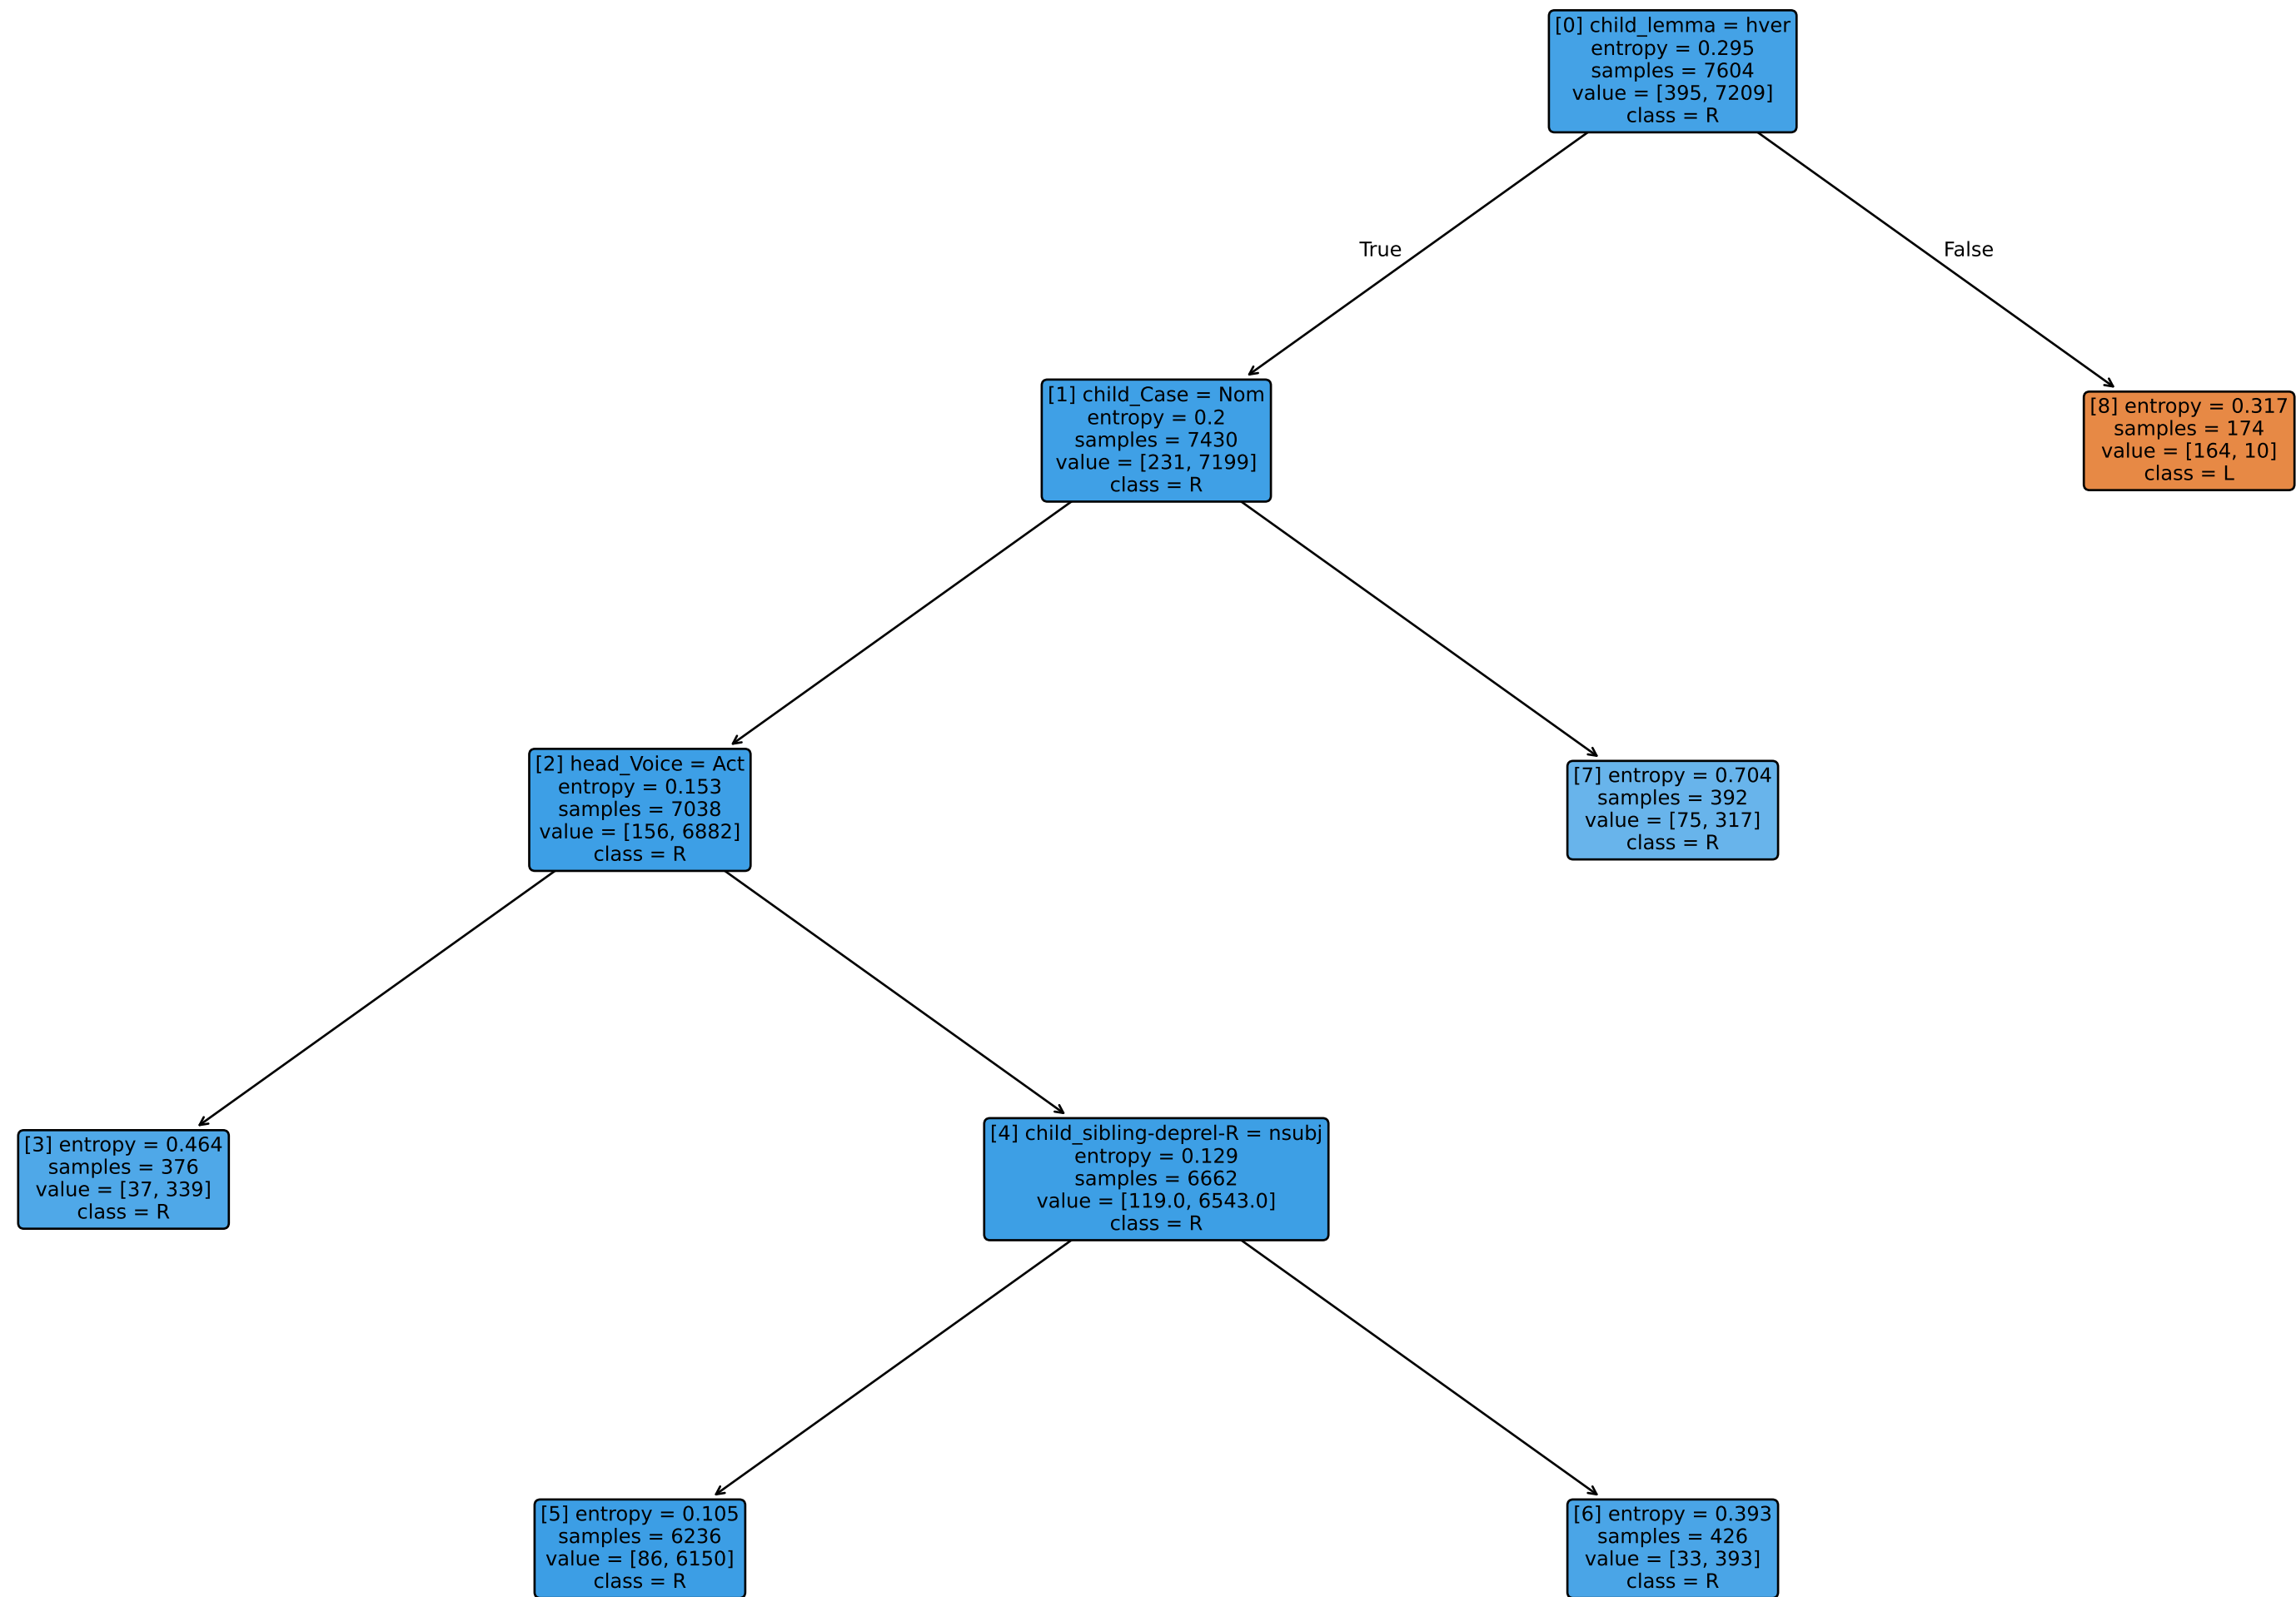 [0] child_lemma = hver
entropy = 0.295
samples = 7604
value = [395, 7209]
class = R
True
False
[1] child_Case = Nom
entropy = 0.2
samples = 7430
value = [231, 7199]
class = R
[8] entropy = 0.317
samples = 174
value = [164, 10]
class = L
[2] head_Voice = Act
entropy = 0.153
samples = 7038
value = [156, 6882]
class = R
[7] entropy = 0.704
samples = 392
value = [75, 317]
class = R
[3] entropy = 0.464
samples = 376
value = [37, 339]
class = R
[4] child_sibling-deprel-R = nsubj
entropy = 0.129
samples = 6662
value = [119.0, 6543.0]
class = R
[5] entropy = 0.105
samples = 6236
value = [86, 6150]
class = R
[6] entropy = 0.393
samples = 426
value = [33, 393]
class = R